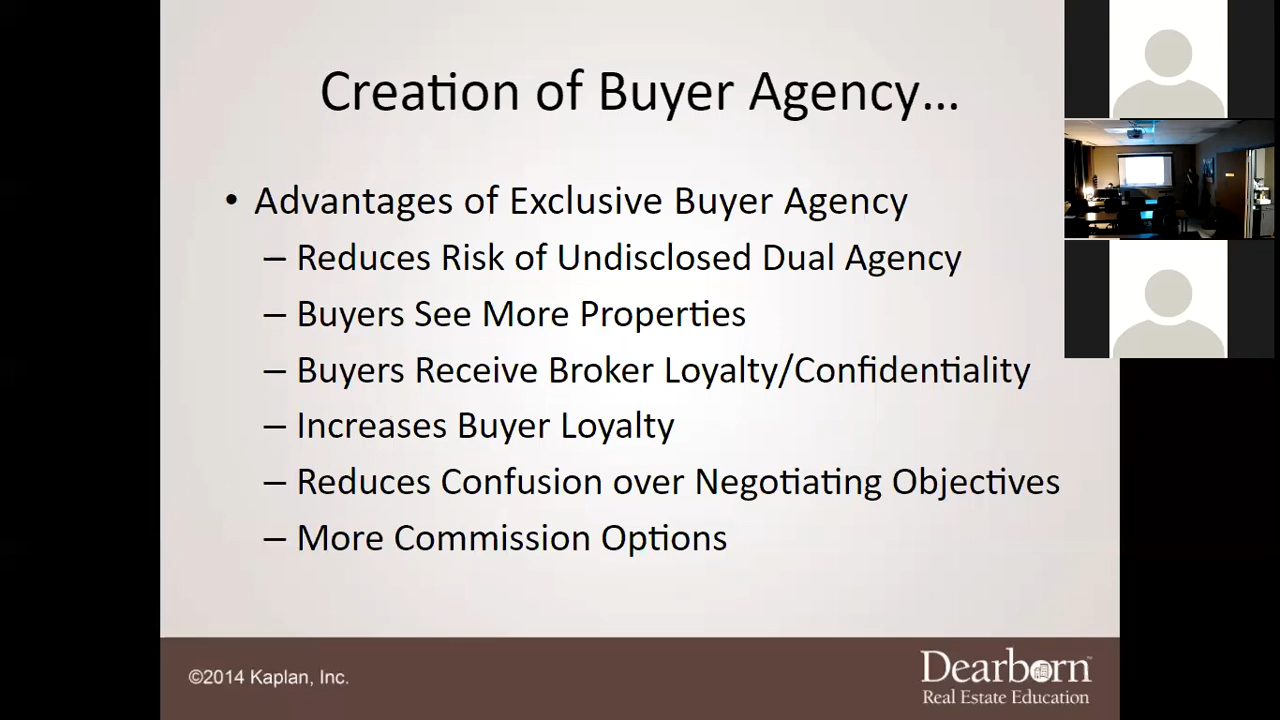 Creation of Buyer Agency...
• Advantages of Exclusive Buyer Agency
– Reduces Risk of Undisclosed Dual Agency
– Buyers See More Properties
– Buyers Receive Broker Loyalty/Confidentiality
– Increases Buyer Loyalty
– Reduces Confusion over Negotiating Objectives
– More Commission Options
©2014 Kaplan, Inc.
Dearborn™
Real Estate Education